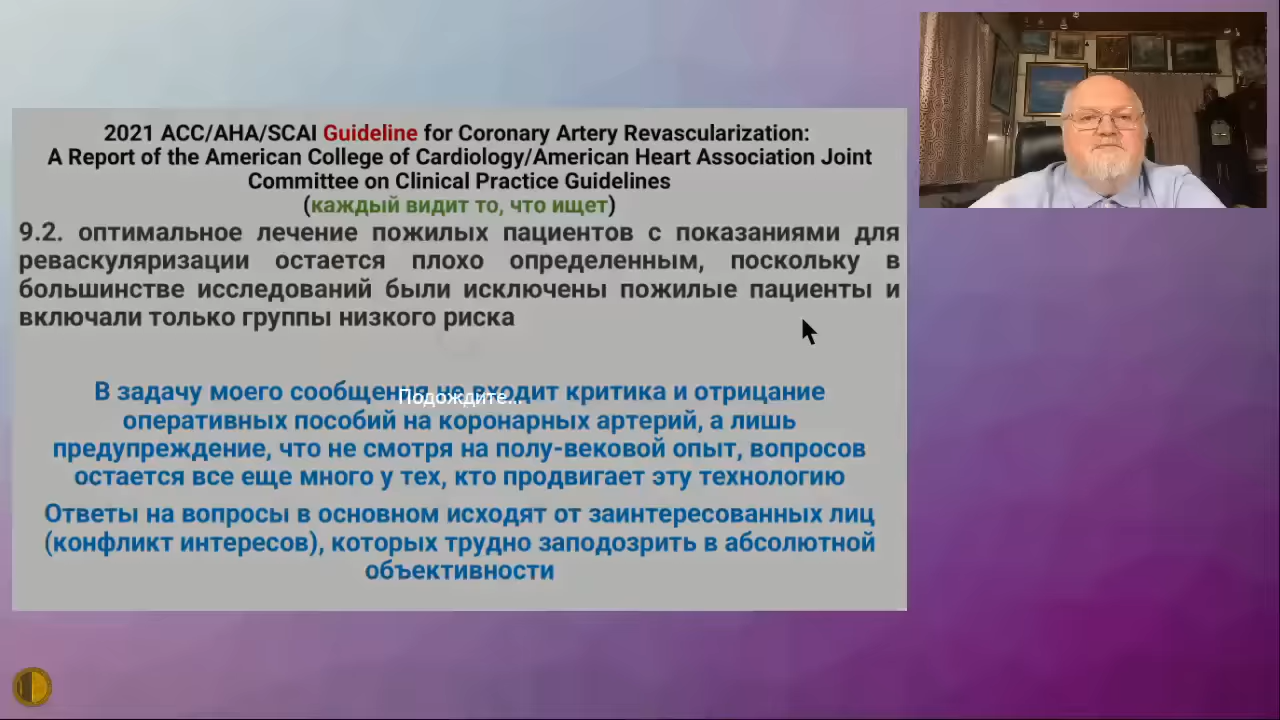 2021 ACC/AHA/SCAI Guideline for Coronary Artery Revascularization:
A Report of the American College of Cardiology/American Heart Association Joint
Committee on Clinical Practice Guidelines
(каждый видит то, что ищет)
9.2. оптимальное лечение пожилых пациентов с показаниями для
реваскуляризации остается плохо определенным, поскольку в
большинстве исследований были исключены пожилые пациенты и
включали только группы низкого риска
В задачу моего сообщения не входит критика и отрицание
Подождите...
оперативных пособий на коронарных артерий, а лишь
предупреждение, что не смотря на полу-вековой опыт, вопросов
остается все еще много у тех, кто продвигает эту технологию
Ответы на вопросы в основном исходят от заинтересованных лиц
(конфликт интересов), которых трудно заподозрить в абсолютной
объективности